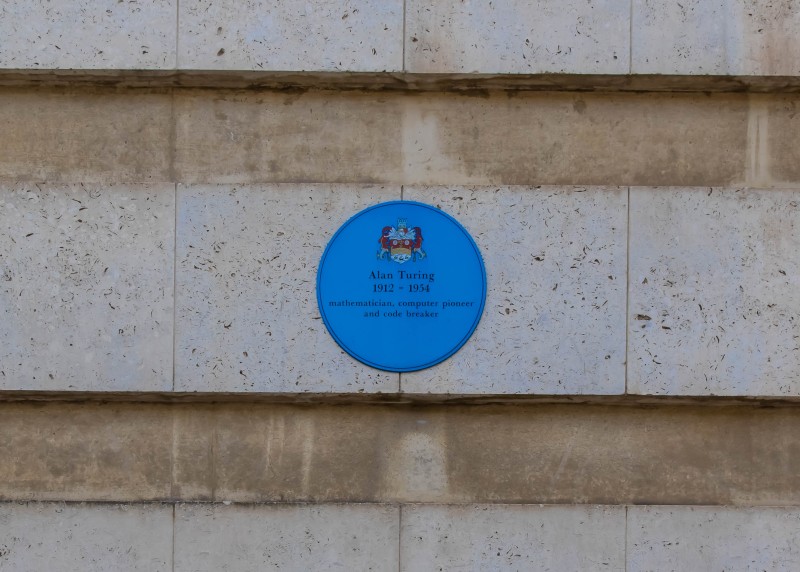 Alan Turing
1912 - 1954
mathematician, computer pioneer
and code breaker